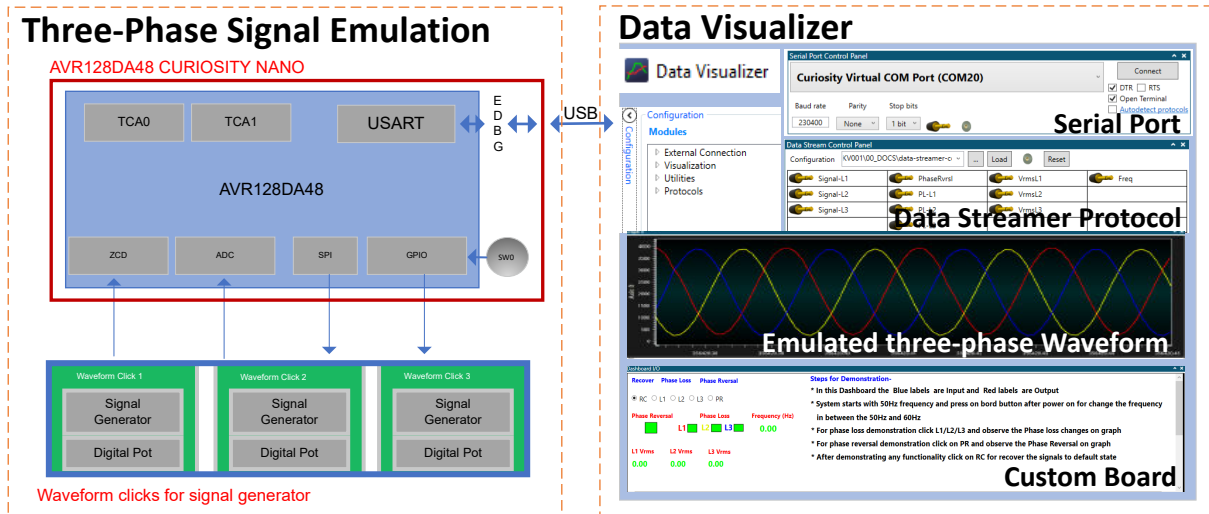 Three-Phase Signal Emulation
AVR128DA48 CURIOSITY NANO
TCA0
TCA1
USART
EDBG
USB
AVR128DA48
ZCD
ADC
SPI
GPIO
SW0
Waveform Click 1
Waveform Click 2
Waveform Click 3
Signal
Generator
Signal
Generator
Signal
Generator
Digital Pot
Digital Pot
Digital Pot
Waveform clicks for signal generator
Data Visualizer
Data Visualizer
Configuration
Configuration
Modules
External Connection
Visualization
Utilities
Protocols
Serial Port Control Panel
Curiosity Virtual COM Port (COM20)
Connect
DTR RTS
Open Terminal
Autodetect protocols
Baud rate Parity Stop bits
230400 None 1 bit
Serial Port
Data Stream Control Panel
Configuration KV001\00_DOCS\data-streamer-c ... Load Reset
Signal-L1 PhaseRvrsl VrmsL1 Freq
Signal-L2 PL-L1 VrmsL2
Signal-L3 PL-L2 VrmsL3
Data Streamer Protocol
Emulated three-phase Waveform
Dashboard I/O
Recover Phase Loss Phase Rversal
RC L1 L2 L3 PR
Phase Reversal Phase Loss Frequency (Hz)
L1 L2 L3 0.00
L1 Vrms L2 Vrms L3 Vrms
0.00 0.00 0.00
Steps for Demonstration-
* In this Dashboard the Blue labels are Input and Red labels are Output
* System starts with 50Hz frequency and press on bord button after power on for change the frequency
in between the 50Hz and 60Hz
* For phase loss demonstration click L1/L2/L3 and observe the Phase loss changes on graph
* For phase reversal demonstration click on PR and observe the Phase Reversal on graph
* After demonstrating any functionality click on RC for recover the signals to default state
Custom Board